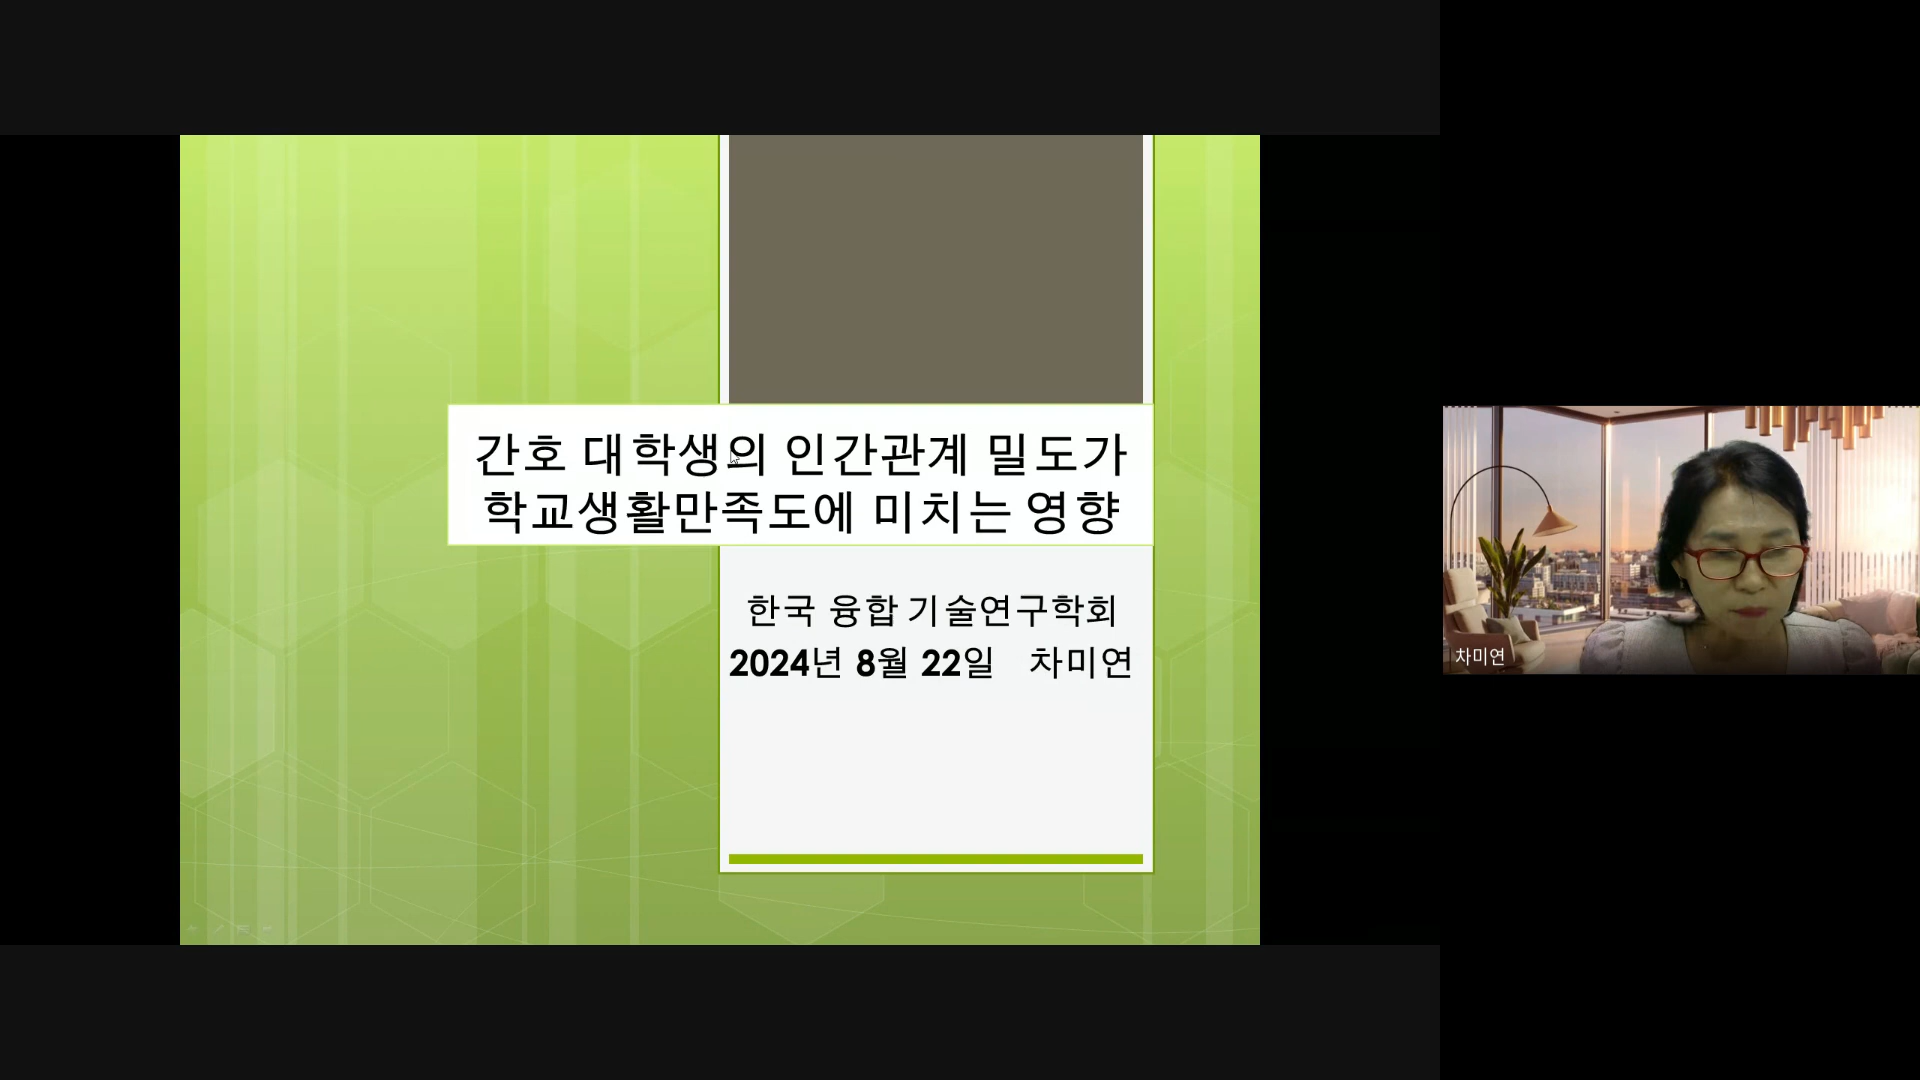 간호 대학생의 인간관계 밀도가
학교생활만족도에 미치는 영향
한국 융합 기술연구학회
2024년 8월 22일 차미연
차미연